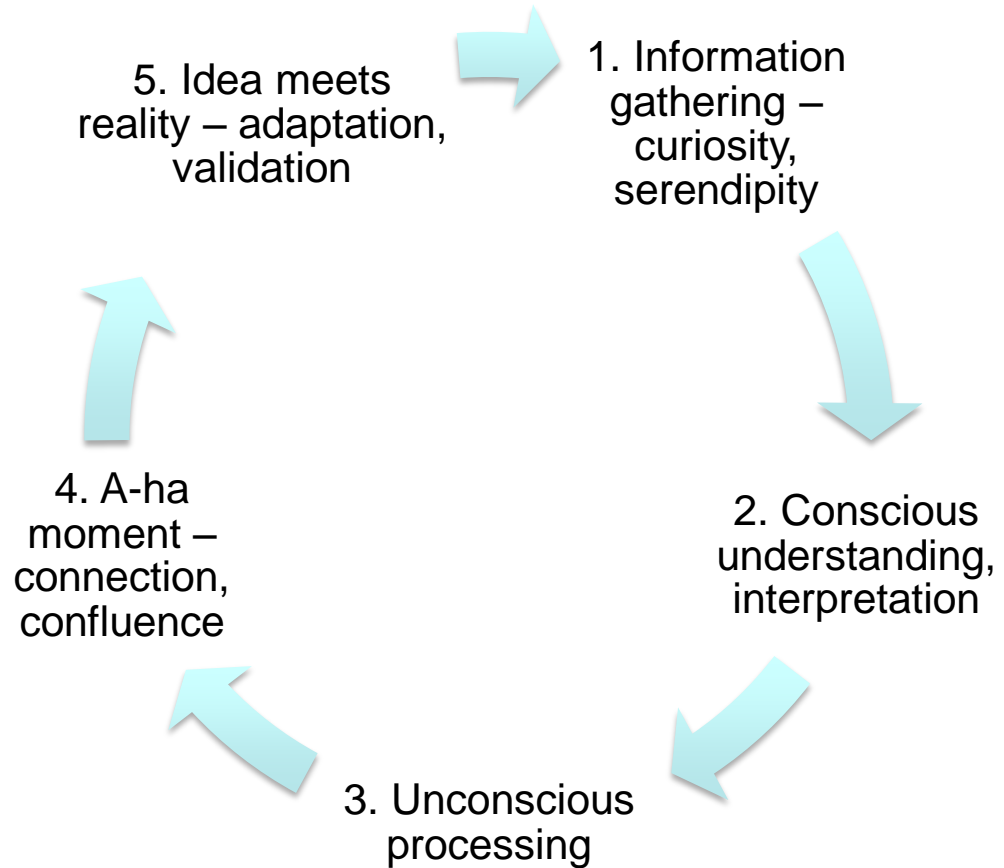 1. Information
gathering –
curiosity,
serendipity
2. Conscious
understanding,
interpretation
3. Unconscious
processing
4. A-ha
moment –
connection,
confluence
5. Idea meets
reality – adaptation,
validation